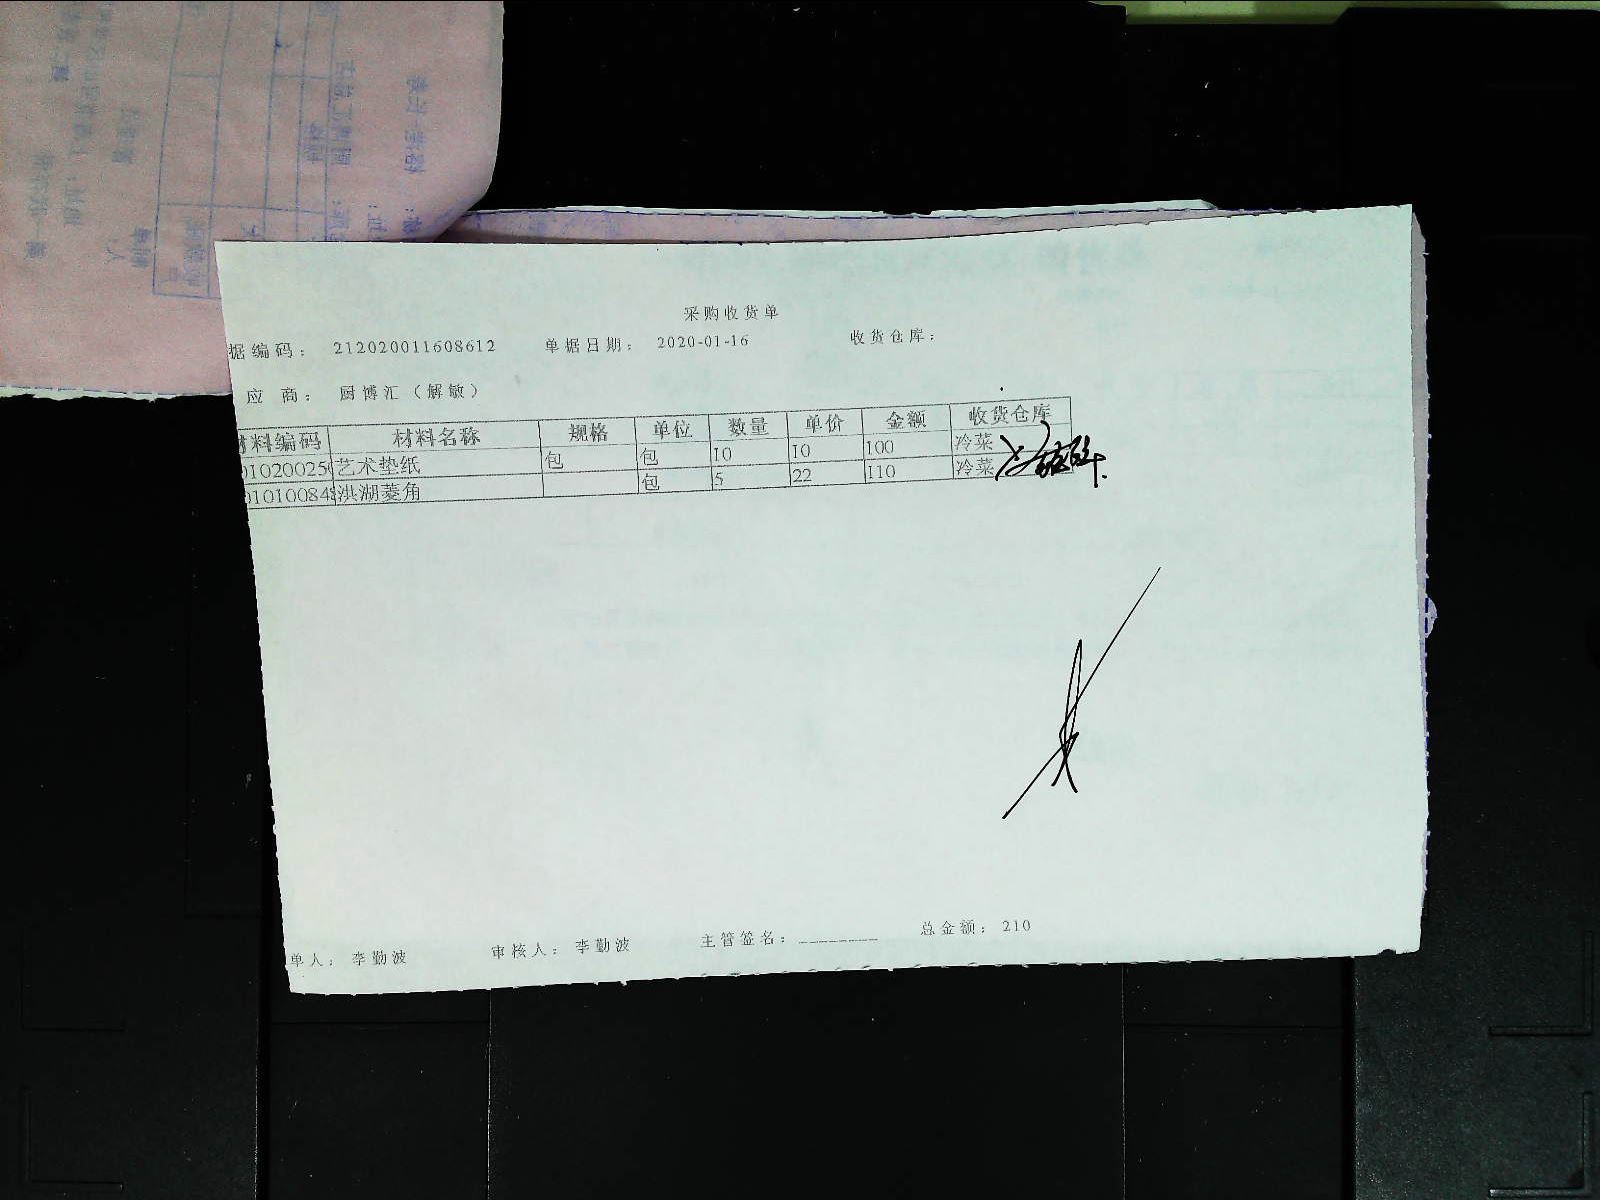 采购收货单
据编码： 212020011608612 单据日期： 2020-01-16 收货仓库：
应 商： 厨博汇（解敏）
材料编码 材料名称 规格 单位 数量 单价 金额 收货仓库
010200250 艺术垫纸 包 包 10 10 100 冷菜
01010084 洪湖菱角 包 5 22 110 冷菜
单人： 李勤波 审核人： 李勤波 主管签名：________ 总金额： 210